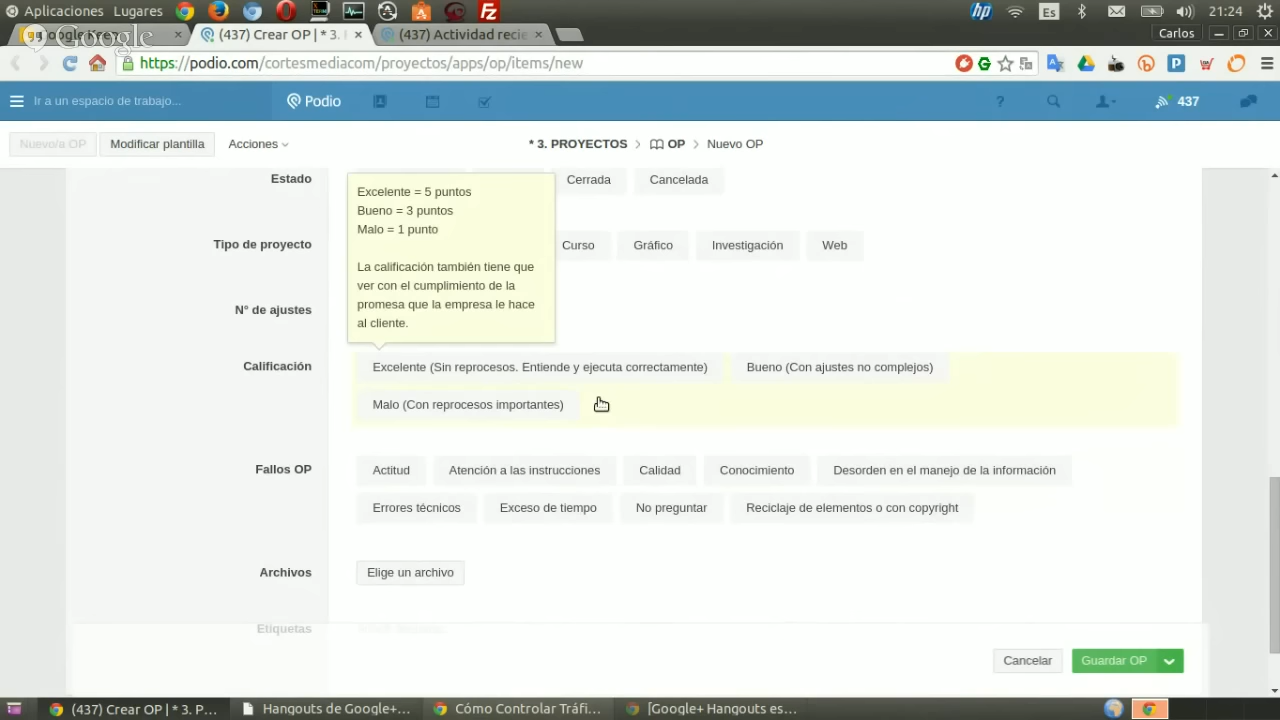 Aplicaciones Lugares
Es
21:24
Google
(437) Crear OP | * 3.
(437) Actividad recie
Carlos
https://podio.com/cortesmediacom/proyectos/apps/op/items/new
Ir a un espacio de trabajo...
Podio
437
Nuevo/a OP
Modificar plantilla
Acciones
* 3. PROYECTOS > OP > Nuevo OP
Estado
Cerrada
Cancelada
Excelente = 5 puntos
Bueno = 3 puntos
Malo = 1 punto
La calificación también tiene que
ver con el cumplimiento de la
promesa que la empresa le hace
al cliente.
Tipo de proyecto
Curso
Gráfico
Investigación
Web
N° de ajustes
Calificación
Excelente (Sin reprocesos. Entiende y ejecuta correctamente)
Bueno (Con ajustes no complejos)
Malo (Con reprocesos importantes)
Fallos OP
Actitud
Atención a las instrucciones
Calidad
Conocimiento
Desorden en el manejo de la información
Errores técnicos
Exceso de tiempo
No preguntar
Reciclaje de elementos o con copyright
Archivos
Elige un archivo
Etiquetas
Cancelar
Guardar OP
(437) Crear OP | * 3. P...
Hangouts de Google+...
Cómo Controlar Tráfi...
[Google+ Hangouts es...